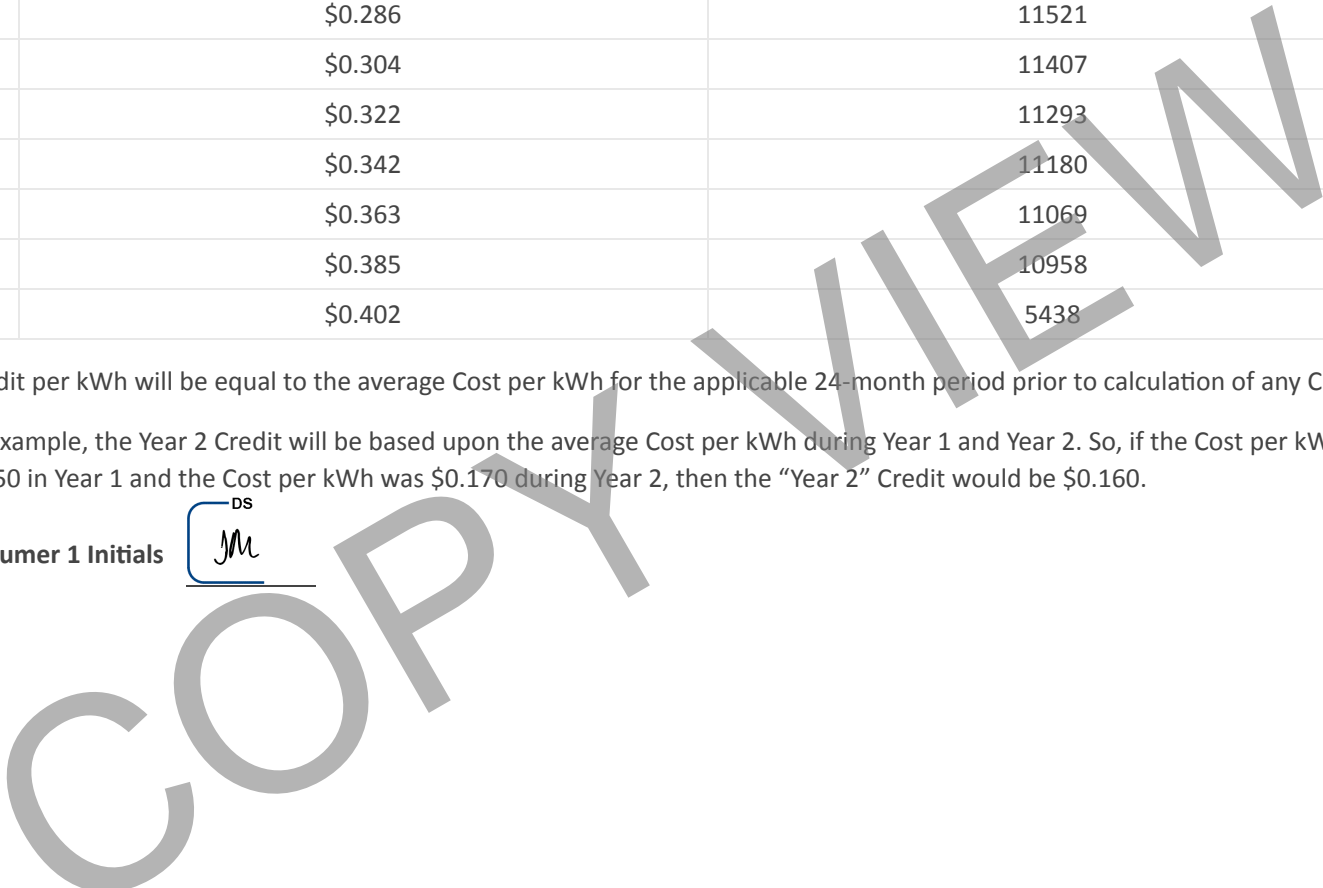 $0.286 11521
$0.304 11407
$0.322 11293
$0.342 11180
$0.363 11069
$0.385 10958
$0.402 5438
dit per kWh will be equal to the average Cost per kWh for the applicable 24-month period prior to calculation of any C
xample, the Year 2 Credit will be based upon the average Cost per kWh during Year 1 and Year 2. So, if the Cost per kW
50 in Year 1 and the Cost per kWh was $0.170 during Year 2, then the “Year 2” Credit would be $0.160.
DS
umer 1 Initials JM
COPY VIEW